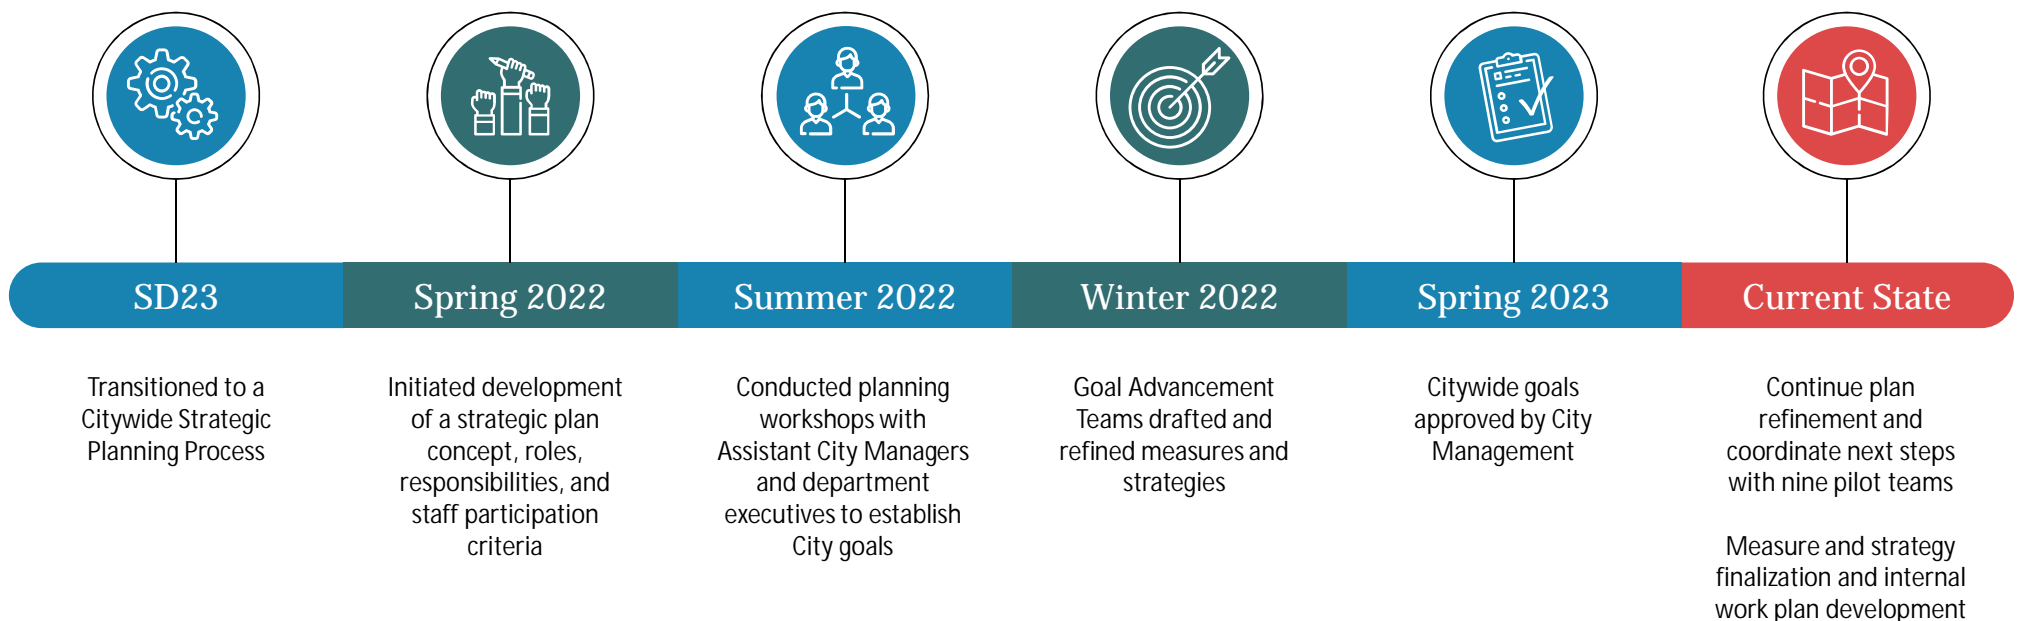 SD23
Spring 2022
Summer 2022
Winter 2022
Spring 2023
Current State
Transitioned to a
Citywide Strategic
Planning Process
Initiated development
of a strategic plan
concept, roles,
responsibilities, and
staff participation
criteria
Conducted planning
workshops with
Assistant City Managers
and department
executives to establish
City goals
Goal Advancement
Teams drafted and
refined measures and
strategies
Citywide goals
approved by City
Management
Continue plan
refinement and
coordinate next steps
with nine pilot teams
Measure and strategy
finalization and internal
work plan development